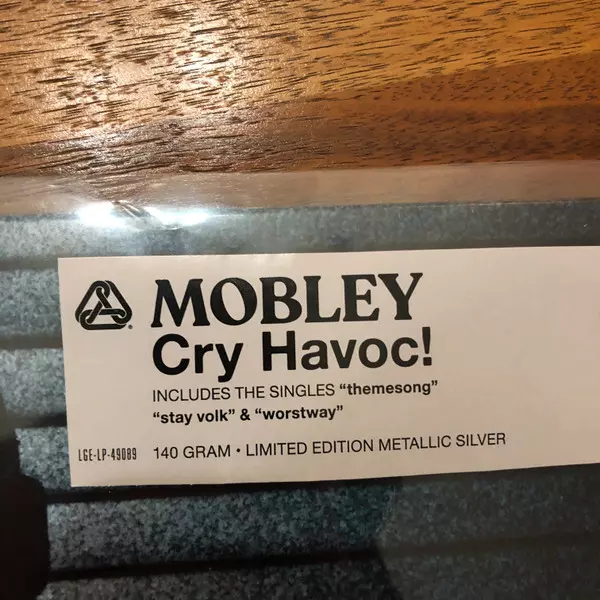 MOBLEY
Cry Havoc!
INCLUDES THE SINGLES “themesong”
“stay volk” & “worstway”
LGE-LP-49089
140 GRAM • LIMITED EDITION METALLIC SILVER